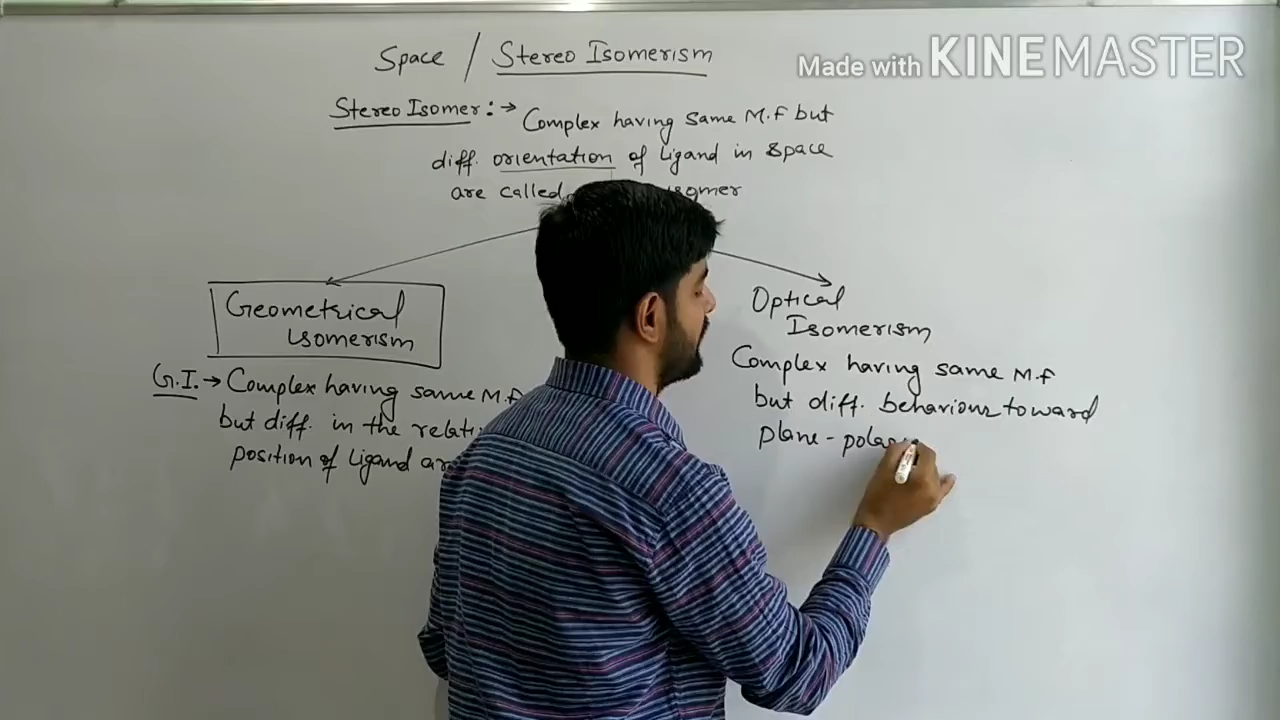 Space / Stereo Isomerism
Made with KINEMASTER
Stereo Isomer :→ Complex having same M.F but
diff. orientation of Ligand in space
are called
Geometrical
Isomerism
G.I. → Complex having same M.F
but diff. in the
position of Ligand
Optical
Isomerism
Complex having same M.F
but diff. behaviour toward
plane-